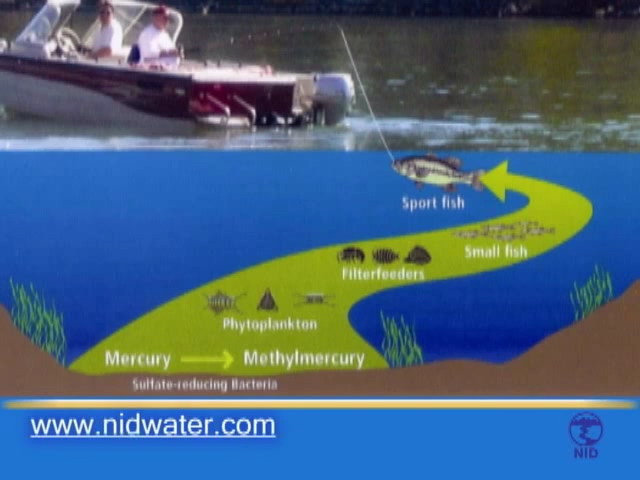 Sport fish
Small fish
Filterfeeders
Phytoplankton
Mercury
Methylmercury
Sulfate-reducing Bacteria
www.nidwater.com
NID